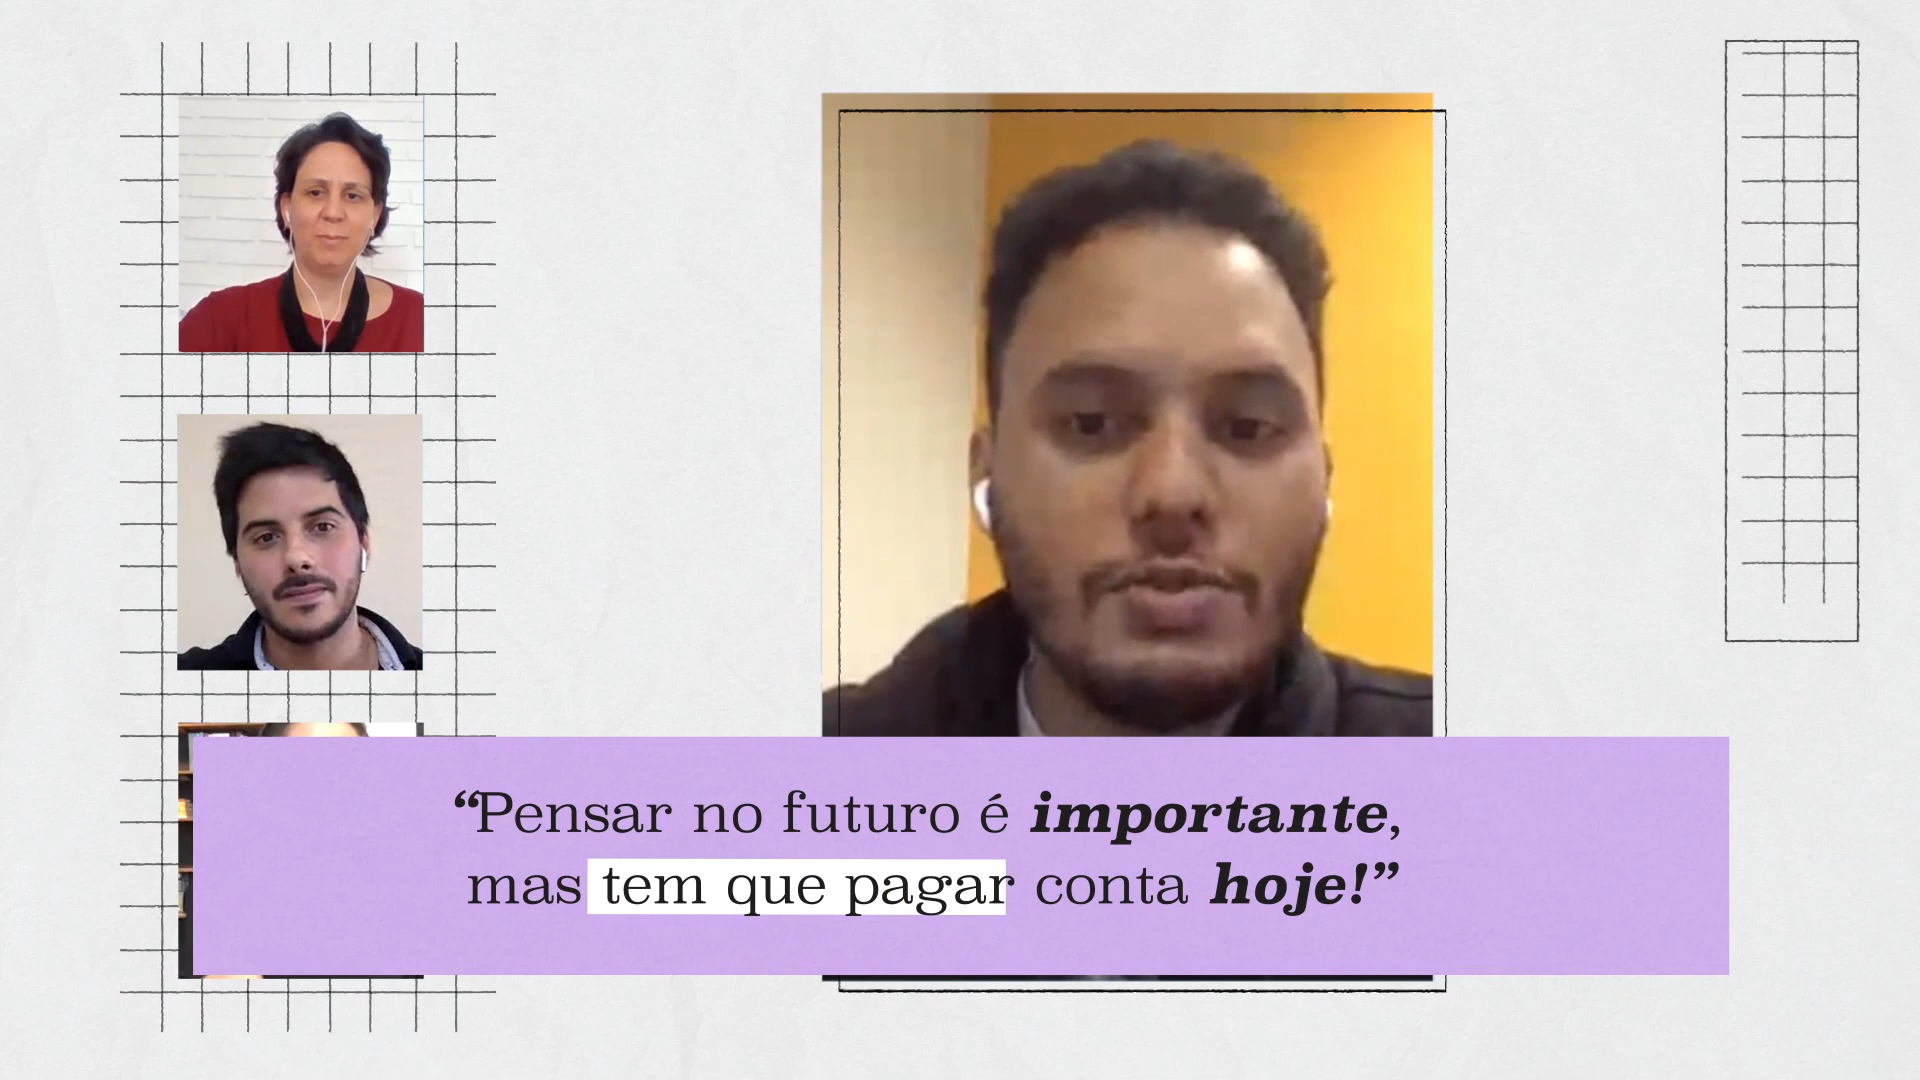 “Pensar no futuro é importante,
mas tem que pagar conta hoje!”